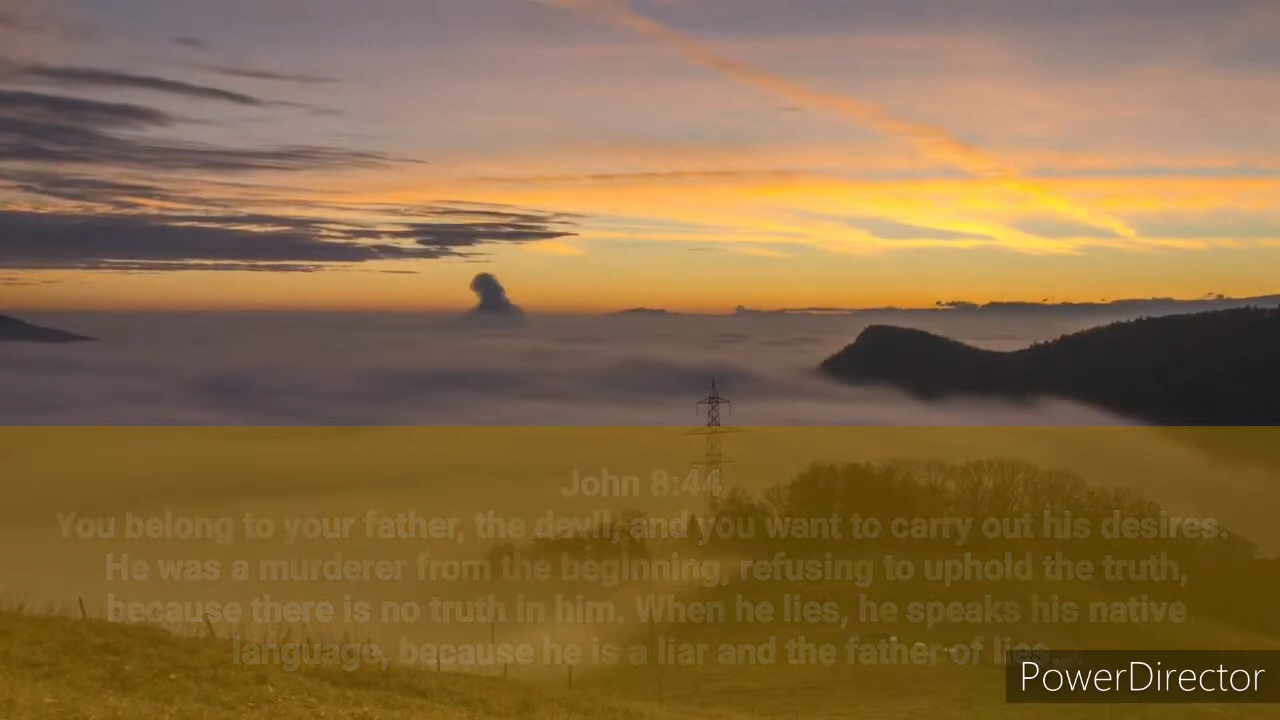 John 8:44
You belong to your father, the devil, and you want to carry out his desires.
He was a murderer from the beginning, refusing to uphold the truth,
because there is no truth in him. When he lies, he speaks his native
language, because he is a liar and the father of lies.
PowerDirector